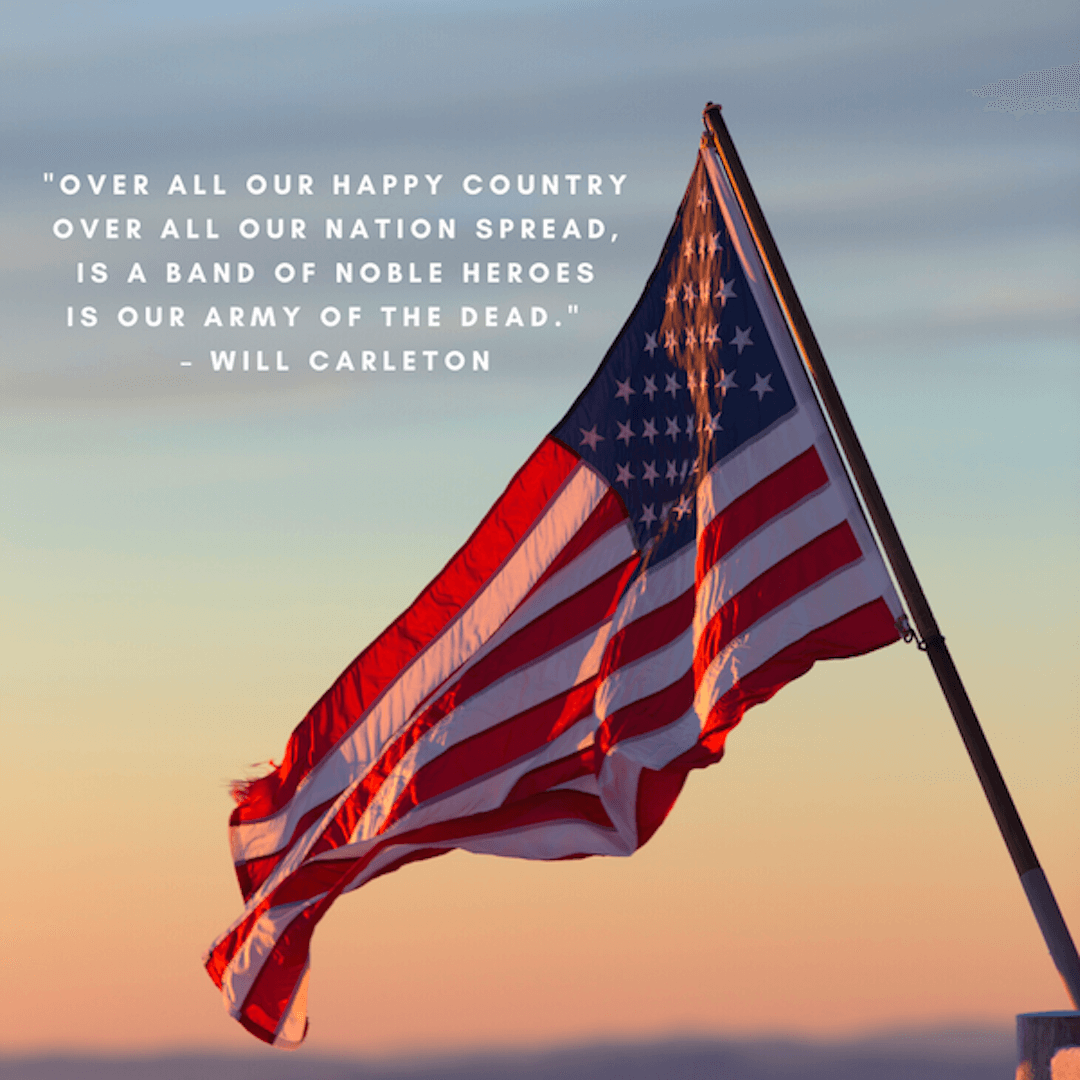 "OVER ALL OUR HAPPY COUNTRY
OVER ALL OUR NATION SPREAD,
IS A BAND OF NOBLE HEROES
IS OUR ARMY OF THE DEAD."
– WILL CARLETON